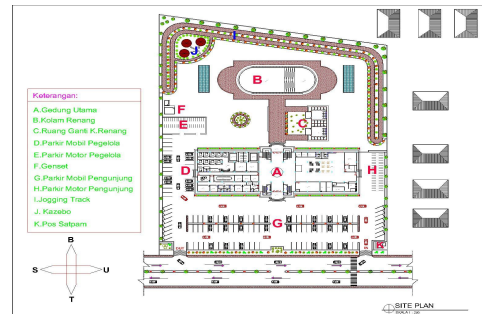 Keterangan:
A.Gedung Utama
B.Kolam Renang
C.Ruang Ganti K.Renang
D.Parkir Mobil Pegelola
E.Parkir Motor Pegelola
F.Genset
G.Parkir Mobil Pengunjung
H.Parkir Motor Pengunjung
I.Jogging Track
J. Kazebo
K.Pos Satpam
I
J
B
F
E
C
D
A
H
G
K
B
S
U
T
SITE PLAN